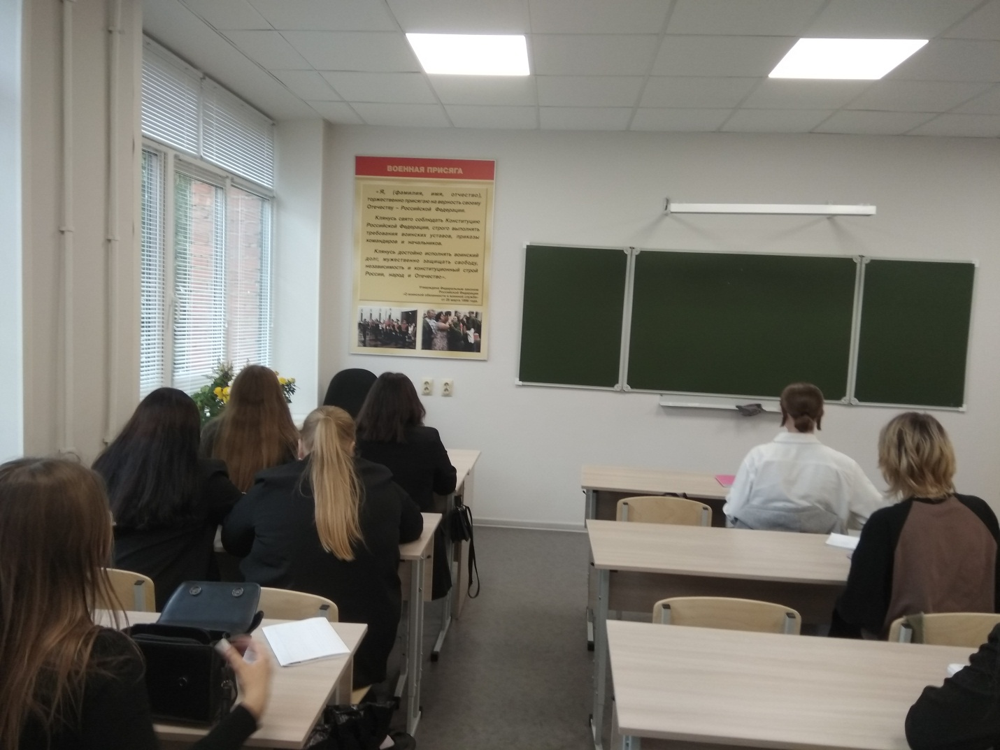 ВОЕННАЯ ПРИСЯГА
«Я, (фамилия, имя, отчество),
торжественно присягаю на верность своему
Отечеству – Российской Федерации.
Клянусь свято соблюдать Конституцию
Российской Федерации, строго выполнять
требования воинских уставов, приказы
командиров и начальников.
Клянусь достойно исполнять воинский
долг, мужественно защищать свободу,
независимость и конституционный строй
России, народ и Отечество».
Утверждена Федеральным законом
Российской Федерации
«О воинской обязанности и военной службе»
от 28 марта 1998 года